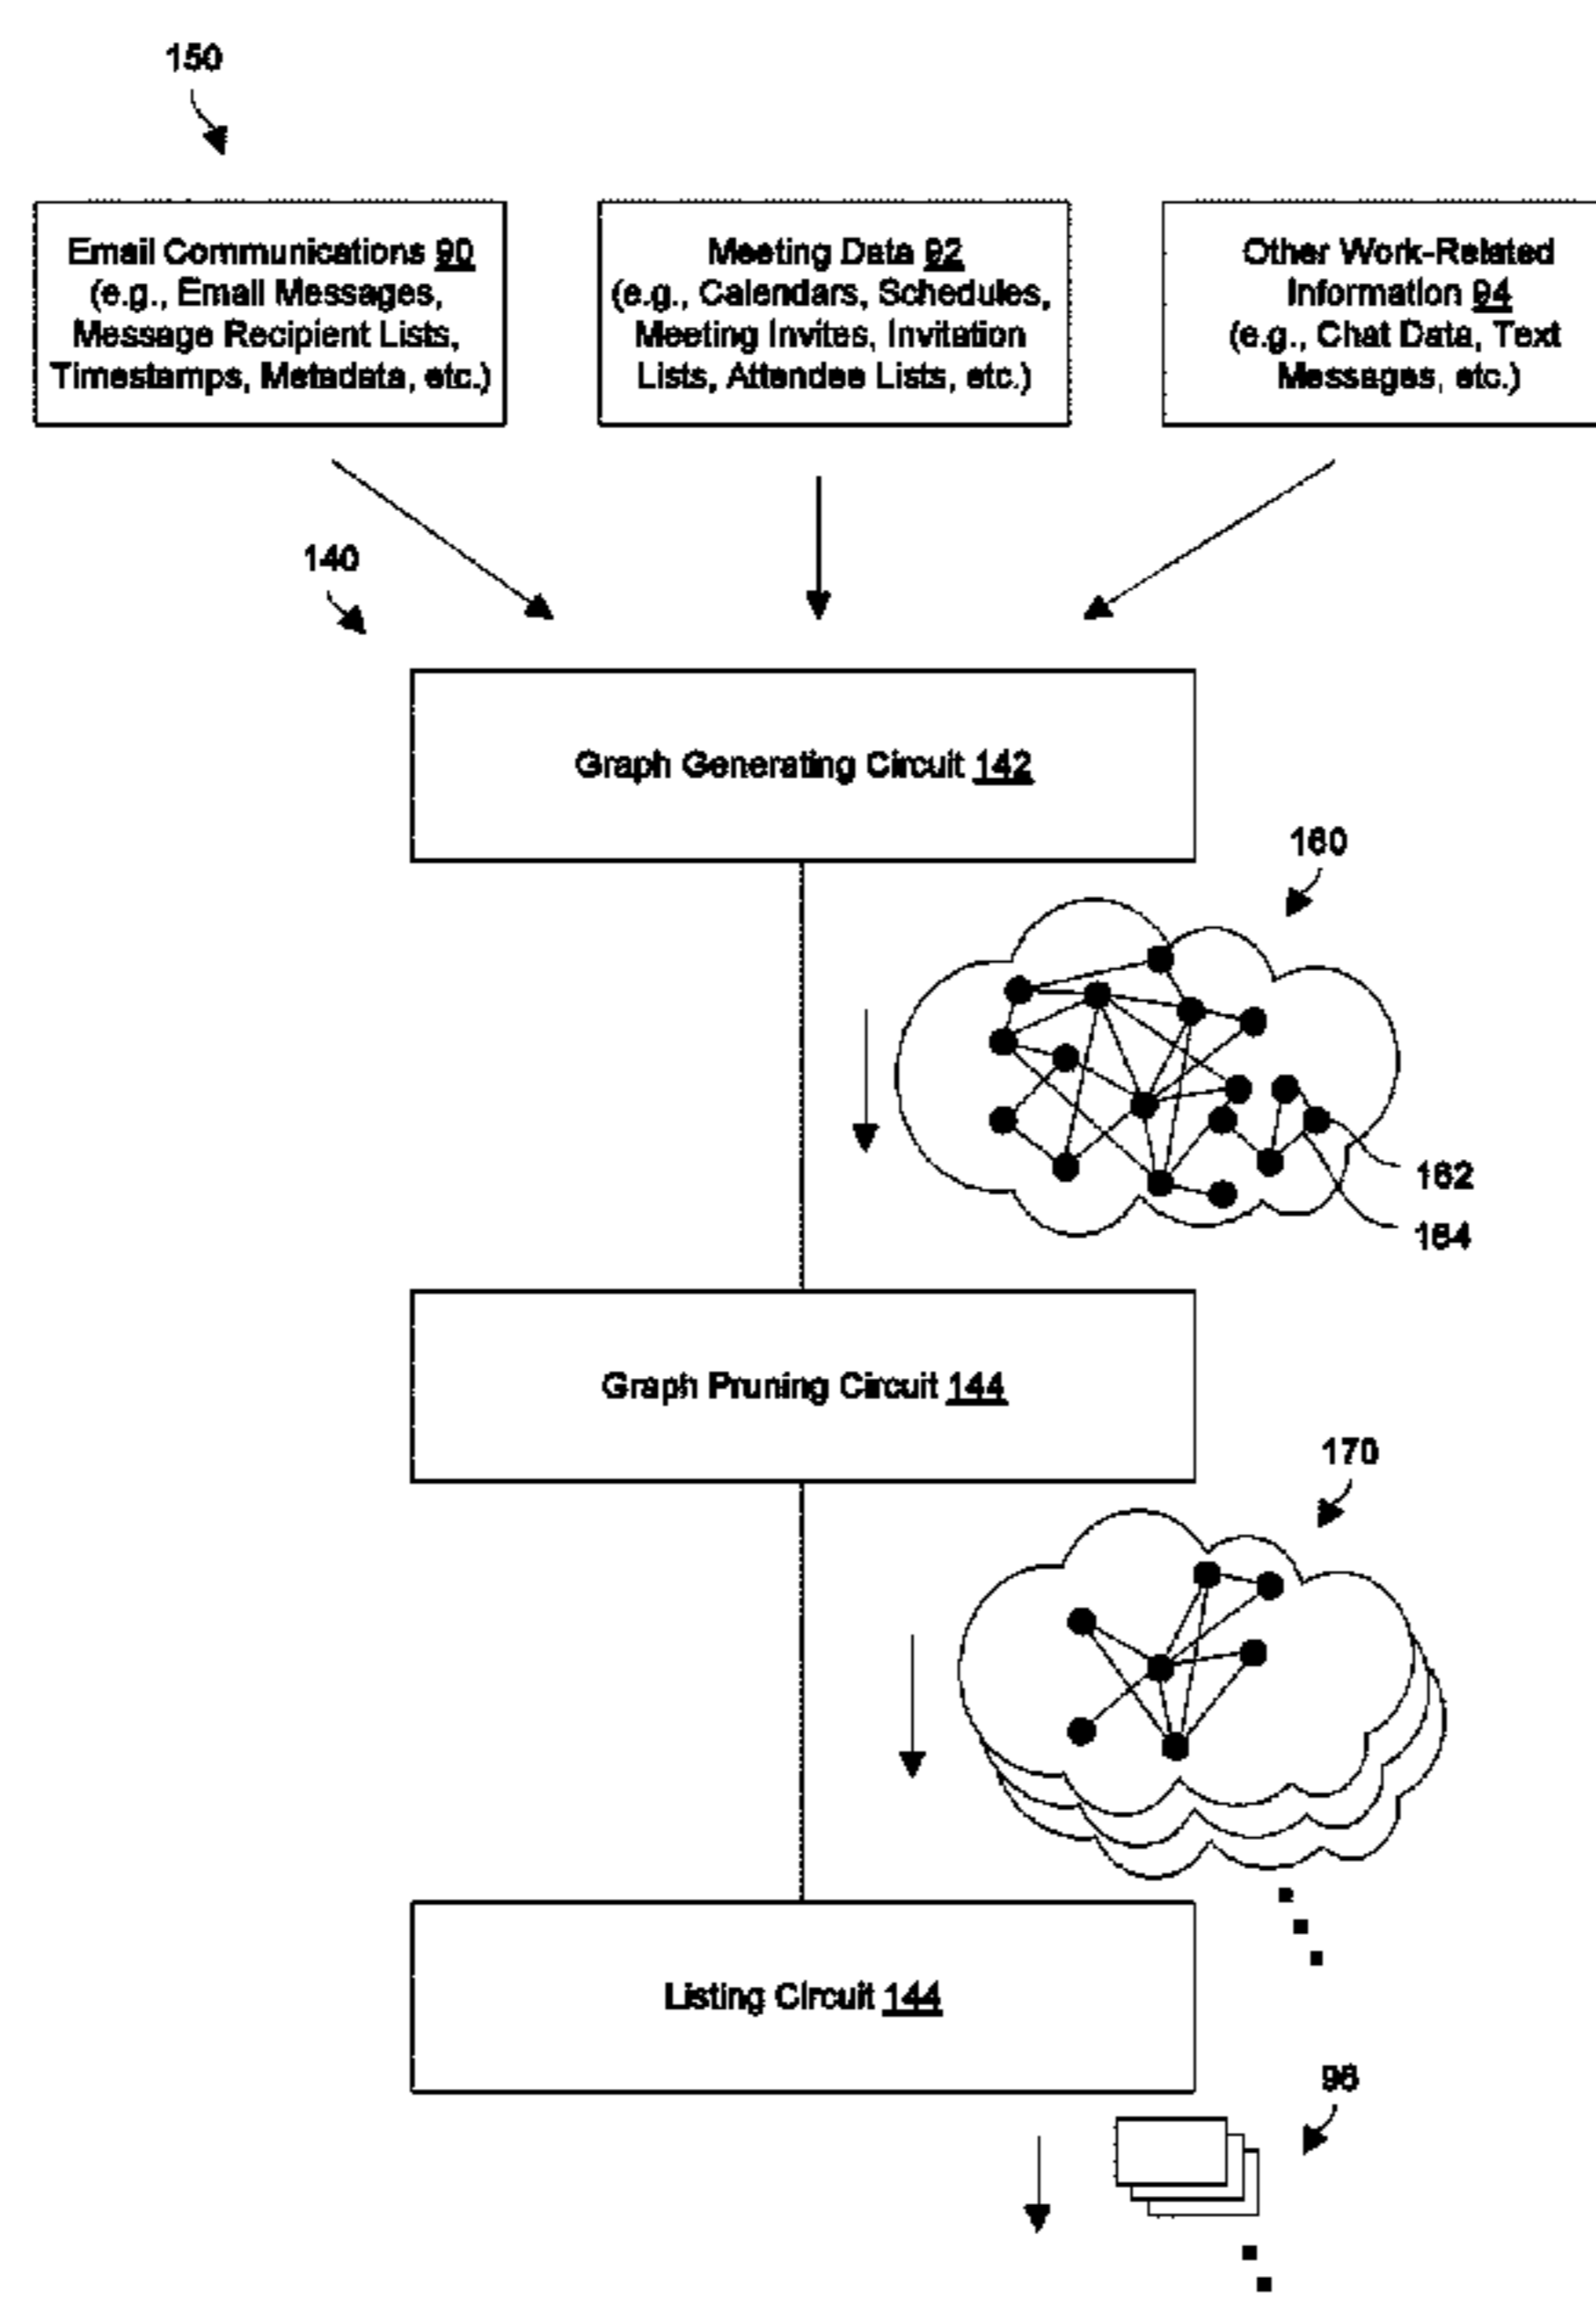 150
Email Communications 90
(e.g., Email Messages,
Message Recipient Lists,
Timestamps, Metadata, etc.)
Meeting Data 92
(e.g., Calendars, Schedules,
Meeting Invites, Invitation
Lists, Attendee Lists, etc.)
Other Work-Related
Information 94
(e.g., Chat Data, Text
Messages, etc.)
140
Graph Generating Circuit 142
160
162
164
Graph Pruning Circuit 144
170
Listing Circuit 144
96